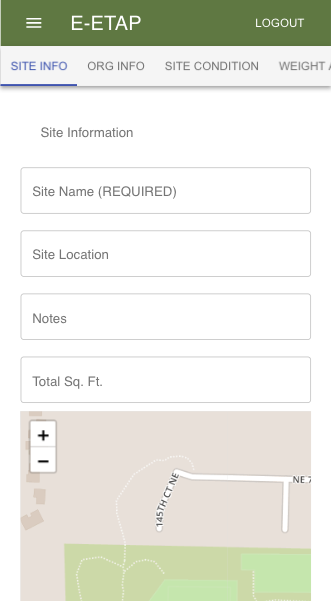 E-ETAP
LOGOUT
SITE INFO
ORG INFO
SITE CONDITION
WEIGHT
Site Information
Site Name (REQUIRED)
Site Location
Notes
Total Sq. Ft.
+
−
145TH CT NE
NE 7